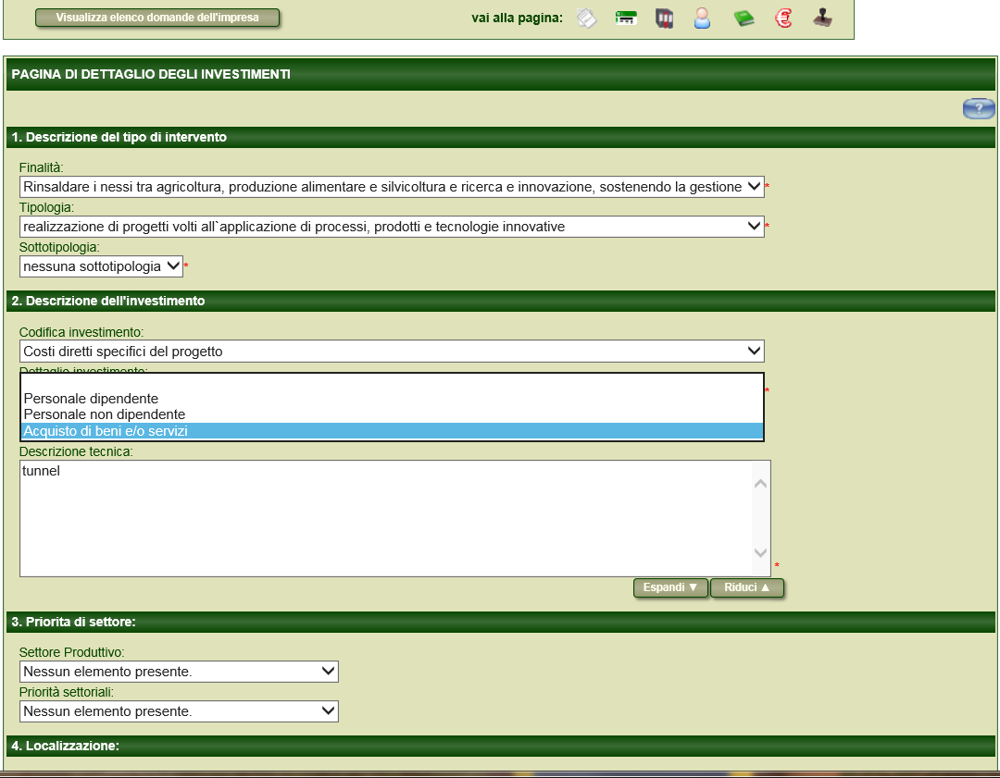 Visualizza elenco domande dell'impresa
vai alla pagina:
PAGINA DI DETTAGLIO DEGLI INVESTIMENTI
?
1. Descrizione del tipo di intervento
Finalità:
Rinsaldare i nessi tra agricoltura, produzione alimentare e silvicoltura e ricerca e innovazione, sostenendo la gestione *
Tipologia:
realizzazione di progetti volti all`applicazione di processi, prodotti e tecnologie innovative *
Sottotipologia:
nessuna sottotipologia *
2. Descrizione dell'investimento
Codifica investimento:
Costi diretti specifici del progetto
Dettaglio investimento:
*
Personale dipendente
Personale non dipendente
Acquisto di beni e/o servizi
Descrizione tecnica:
tunnel
*
Espandi ▼ Riduci ▲
3. Priorita di settore:
Settore Produttivo:
Nessun elemento presente.
Priorità settoriali:
Nessun elemento presente.
4. Localizzazione: